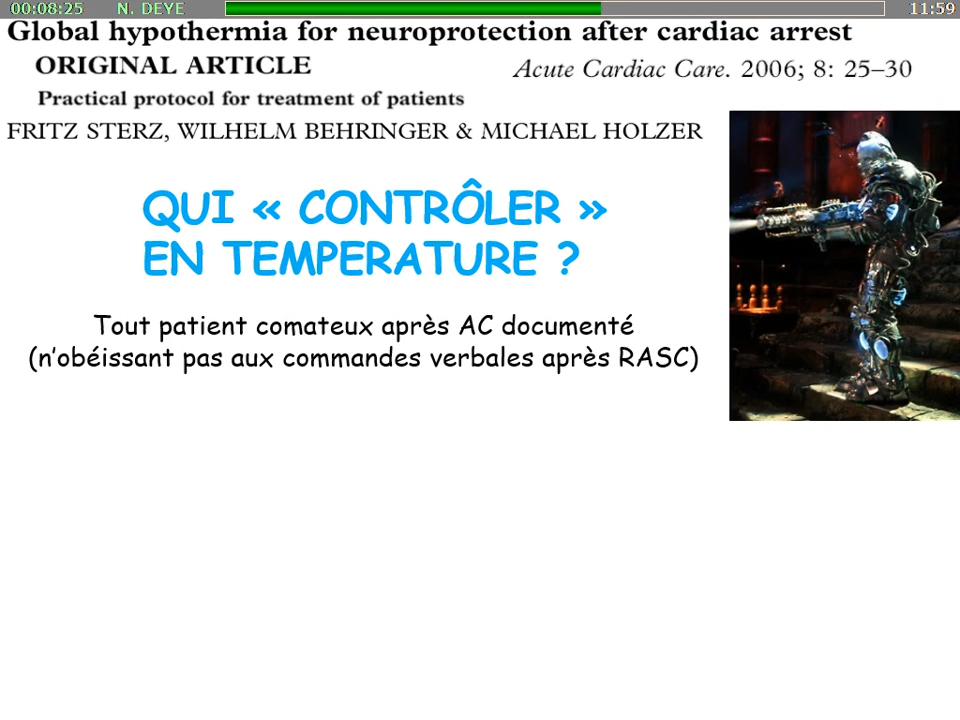 00:08:25 N. DEYE 11:59
Global hypothermia for neuroprotection after cardiac arrest
ORIGINAL ARTICLE Acute Cardiac Care. 2006; 8: 25–30
Practical protocol for treatment of patients
FRITZ STERZ, WILHELM BEHRINGER & MICHAEL HOLZER
QUI « CONTRÔLER »
EN TEMPERATURE ?
Tout patient comateux après AC documenté
(n’obéissant pas aux commandes verbales après RASC)